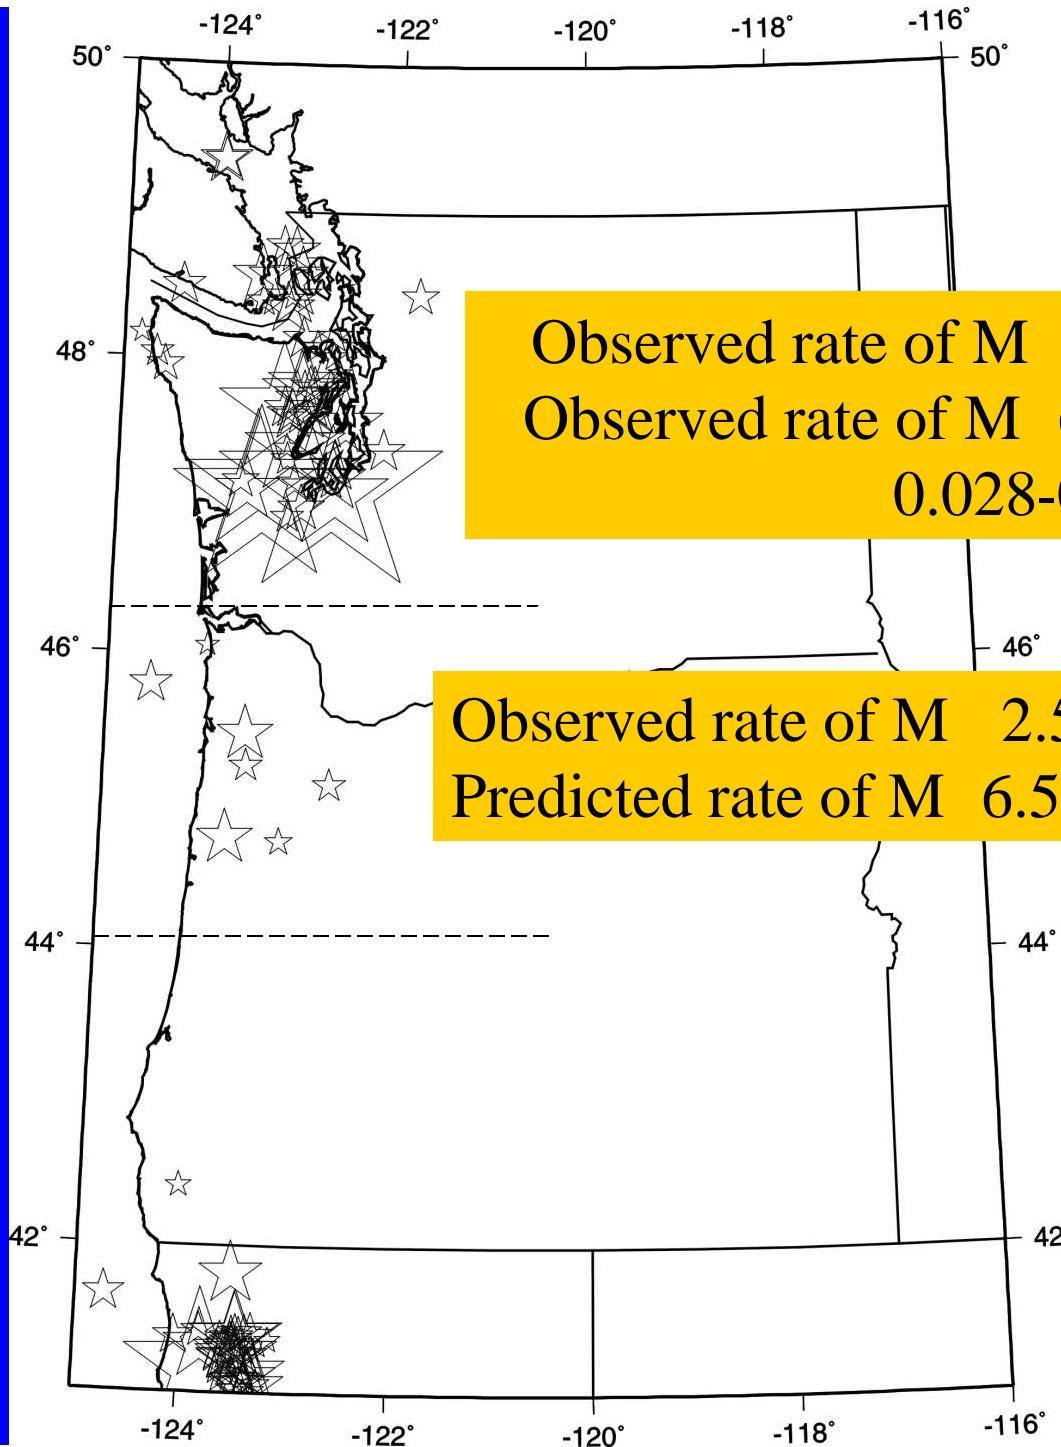 -124° -122° -120° -118° -116°
50° 50°
Observed rate of M
48°
Observed rate of M
0.028-
46° 46°
Observed rate of M 2.5
Predicted rate of M 6.5
44° 44°
42° 42
-124° -122° -120° -118° -116°